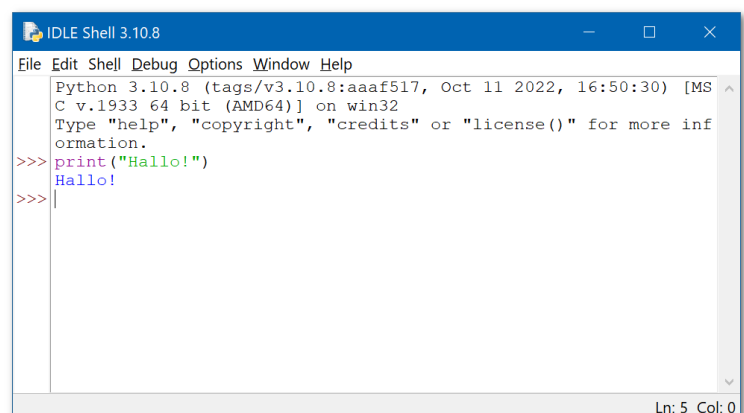 IDLE Shell 3.10.8
File Edit Shell Debug Options Window Help
Python 3.10.8 (tags/v3.10.8:aaaf517, Oct 11 2022, 16:50:30) [MS
C v.1933 64 bit (AMD64)] on win32
Type "help", "copyright", "credits" or "license()" for more inf
ormation.
>>> print("Hallo!")
Hallo!
>>>
Ln: 5 Col: 0